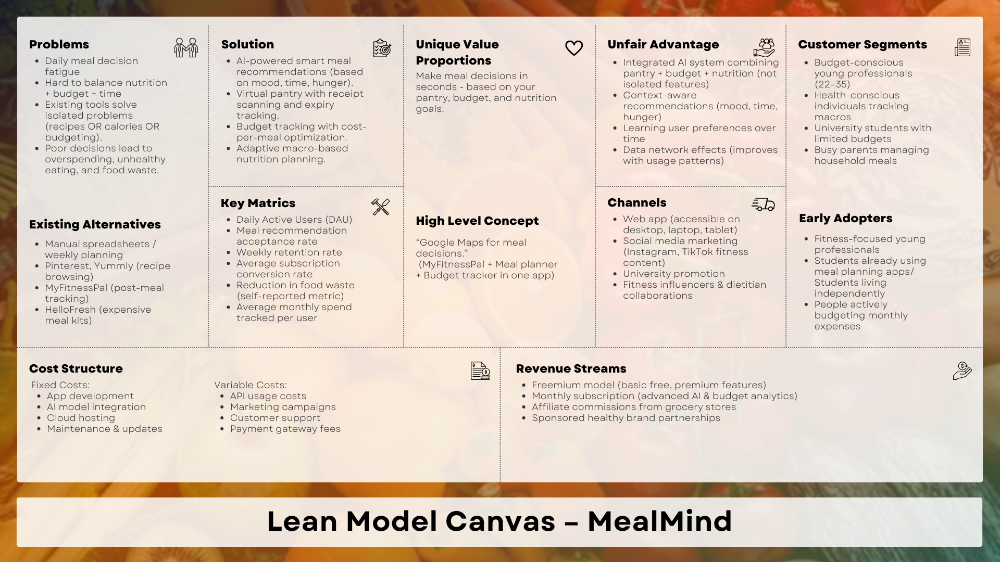 Problems
• Daily meal decision
fatigue
• Hard to balance nutrition
+ budget + time
• Existing tools solve
isolated problems
(recipes OR calories OR
budgeting).
• Poor decisions lead to
overspending, unhealthy
eating, and food waste.
Existing Alternatives
• Manual spreadsheets /
weekly planning
• Pinterest, Yummly (recipe
browsing)
• MyFitnessPal (post-meal
tracking)
• HelloFresh (expensive
meal kits)
Solution
• AI-powered smart meal
recommendations (based
on mood, time, hunger).
• Virtual pantry with receipt
scanning and expiry
tracking.
• Budget tracking with cost-
per-meal optimization.
• Adaptive macro-based
nutrition planning.
Key Matrics
• Daily Active Users (DAU)
• Meal recommendation
acceptance rate
• Weekly retention rate
• Average subscription
conversion rate
• Reduction in food waste
(self-reported metric)
• Average monthly spend
tracked per user
Unique Value
Proportions
Make meal decisions in
seconds - based on your
pantry, budget, and nutrition
goals.
High Level Concept
“Google Maps for meal
decisions.”
(MyFitnessPal + Meal planner
+ Budget tracker in one app)
Unfair Advantage
• Integrated AI system combining
pantry + budget + nutrition (not
isolated features)
• Context-aware
recommendations (mood, time,
hunger)
• Learning user preferences over
time
• Data network effects (improves
with usage patterns)
Channels
• Web app (accessible on
desktop, laptop, tablet)
• Social media marketing
(Instagram, TikTok fitness
content)
• University promotion
• Fitness influencers & dietitian
collaborations
Customer Segments
• Budget-conscious
young professionals
(22–35)
• Health-conscious
individuals tracking
macros
• University students with
limited budgets
• Busy parents managing
household meals
Early Adopters
• Fitness-focused young
professionals
• Students already using
meal planning apps/
Students living
independently
• People actively
budgeting monthly
expenses
Cost Structure
Fixed Costs:
• App development
• AI model integration
• Cloud hosting
• Maintenance & updates
Variable Costs:
• API usage costs
• Marketing campaigns
• Customer support
• Payment gateway fees
Revenue Streams
• Freemium model (basic free, premium features)
• Monthly subscription (advanced AI & budget analytics)
• Affiliate commissions from grocery stores
• Sponsored healthy brand partnerships
Lean Model Canvas – MealMind